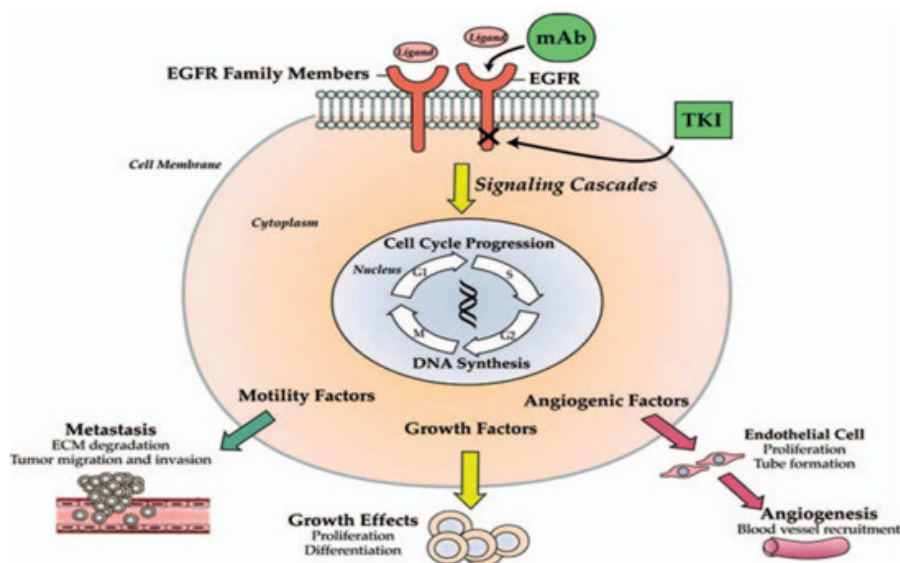 Ligand
Ligand
mAb
EGFR Family Members
EGFR
TKI
Cell Membrane
Signaling Cascades
Cytoplasm
Cell Cycle Progression
Nucleus
G1
S
M
G2
DNA Synthesis
Motility Factors
Angiogenic Factors
Growth Factors
Metastasis
ECM degradation
Tumor migration and invasion
Endothelial Cell
Proliferation
Tube formation
Growth Effects
Proliferation
Differentiation
Angiogenesis
Blood vessel recruitment